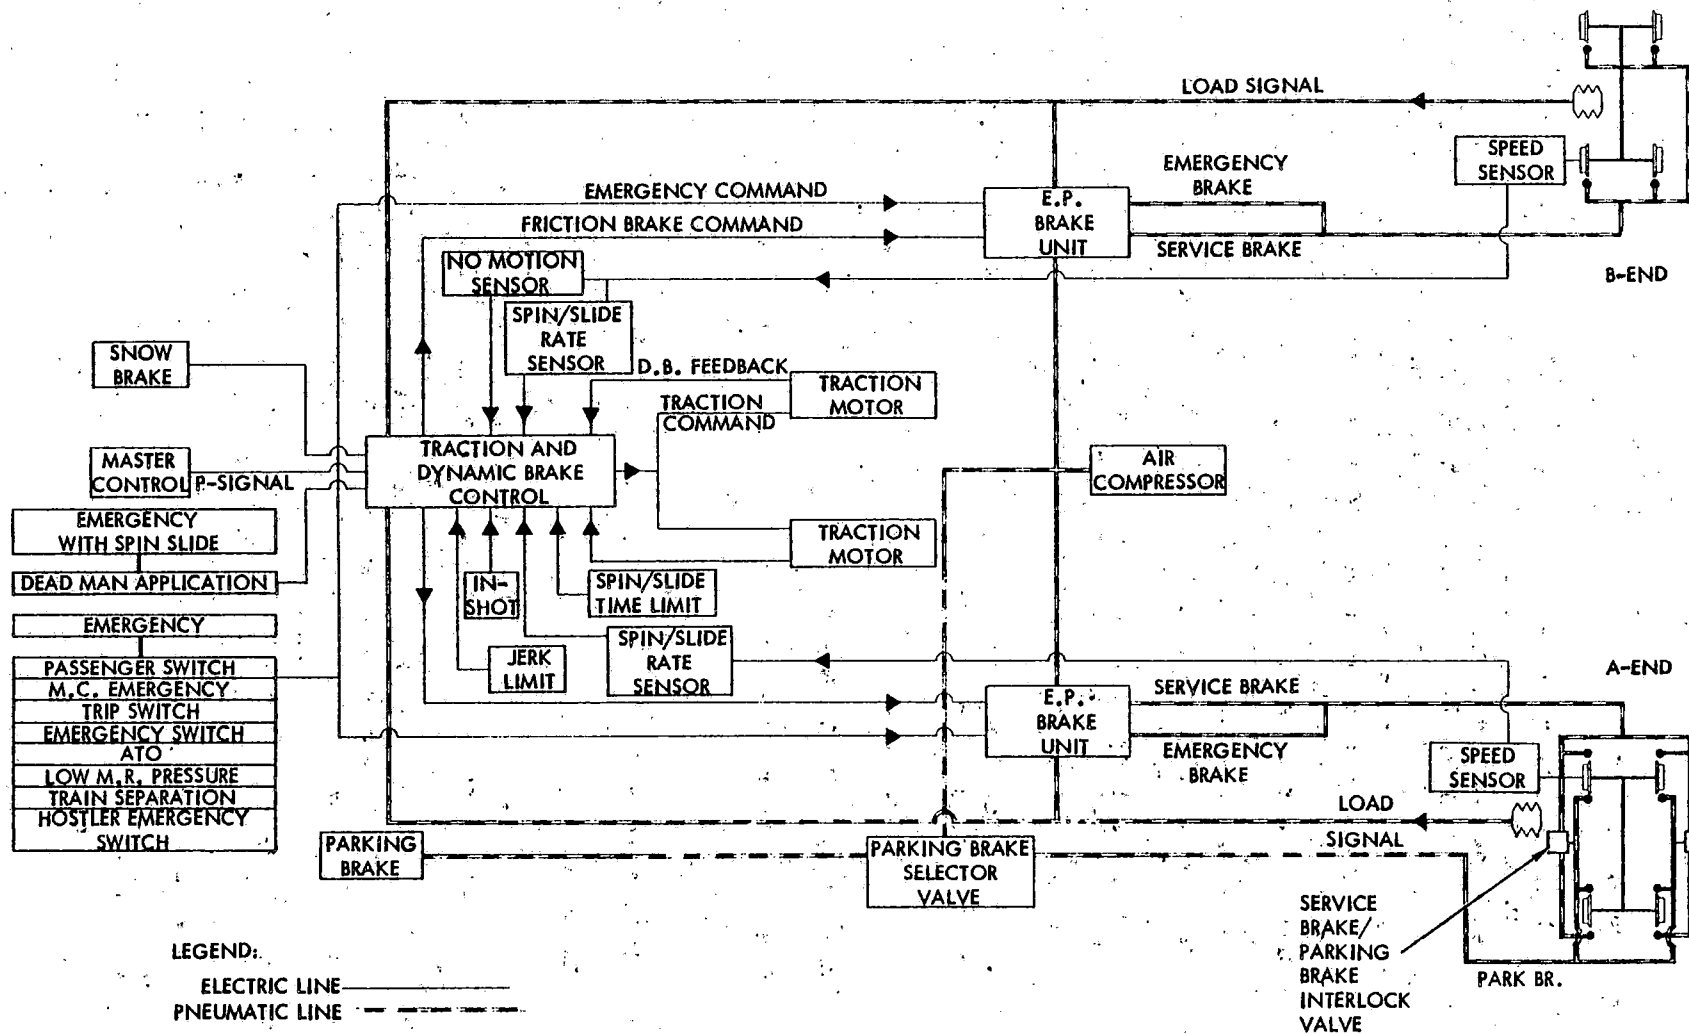 LOAD SIGNAL
SPEED
SENSOR
EMERGENCY
BRAKE
EMERGENCY COMMAND
E.P.
BRAKE
UNIT
FRICTION BRAKE COMMAND
SERVICE BRAKE
B-END
NO MOTION
SENSOR
SPIN/SLIDE
RATE
SENSOR
SNOW
BRAKE
D.B. FEEDBACK
TRACTION
MOTOR
TRACTION
COMMAND
TRACTION AND
DYNAMIC BRAKE
CONTROL
MASTER
CONTROL
P-SIGNAL
AIR
COMPRESSOR
EMERGENCY
WITH SPIN SLIDE
TRACTION
MOTOR
DEAD MAN APPLICATION
IN-
SHOT
SPIN/SLIDE
TIME LIMIT
EMERGENCY
SPIN/SLIDE
RATE
SENSOR
JERK
LIMIT
PASSENGER SWITCH
M.C. EMERGENCY
TRIP SWITCH
EMERGENCY SWITCH
ATO
LOW M.R. PRESSURE
TRAIN SEPARATION
HOSTLER EMERGENCY
SWITCH
A-END
SERVICE BRAKE
E.P.
BRAKE
UNIT
EMERGENCY
BRAKE
SPEED
SENSOR
LOAD
SIGNAL
PARKING
BRAKE
PARKING BRAKE
SELECTOR
VALVE
SERVICE
BRAKE/
PARKING
BRAKE
INTERLOCK
VALVE
PARK BR.
LEGEND:
ELECTRIC LINE
PNEUMATIC LINE